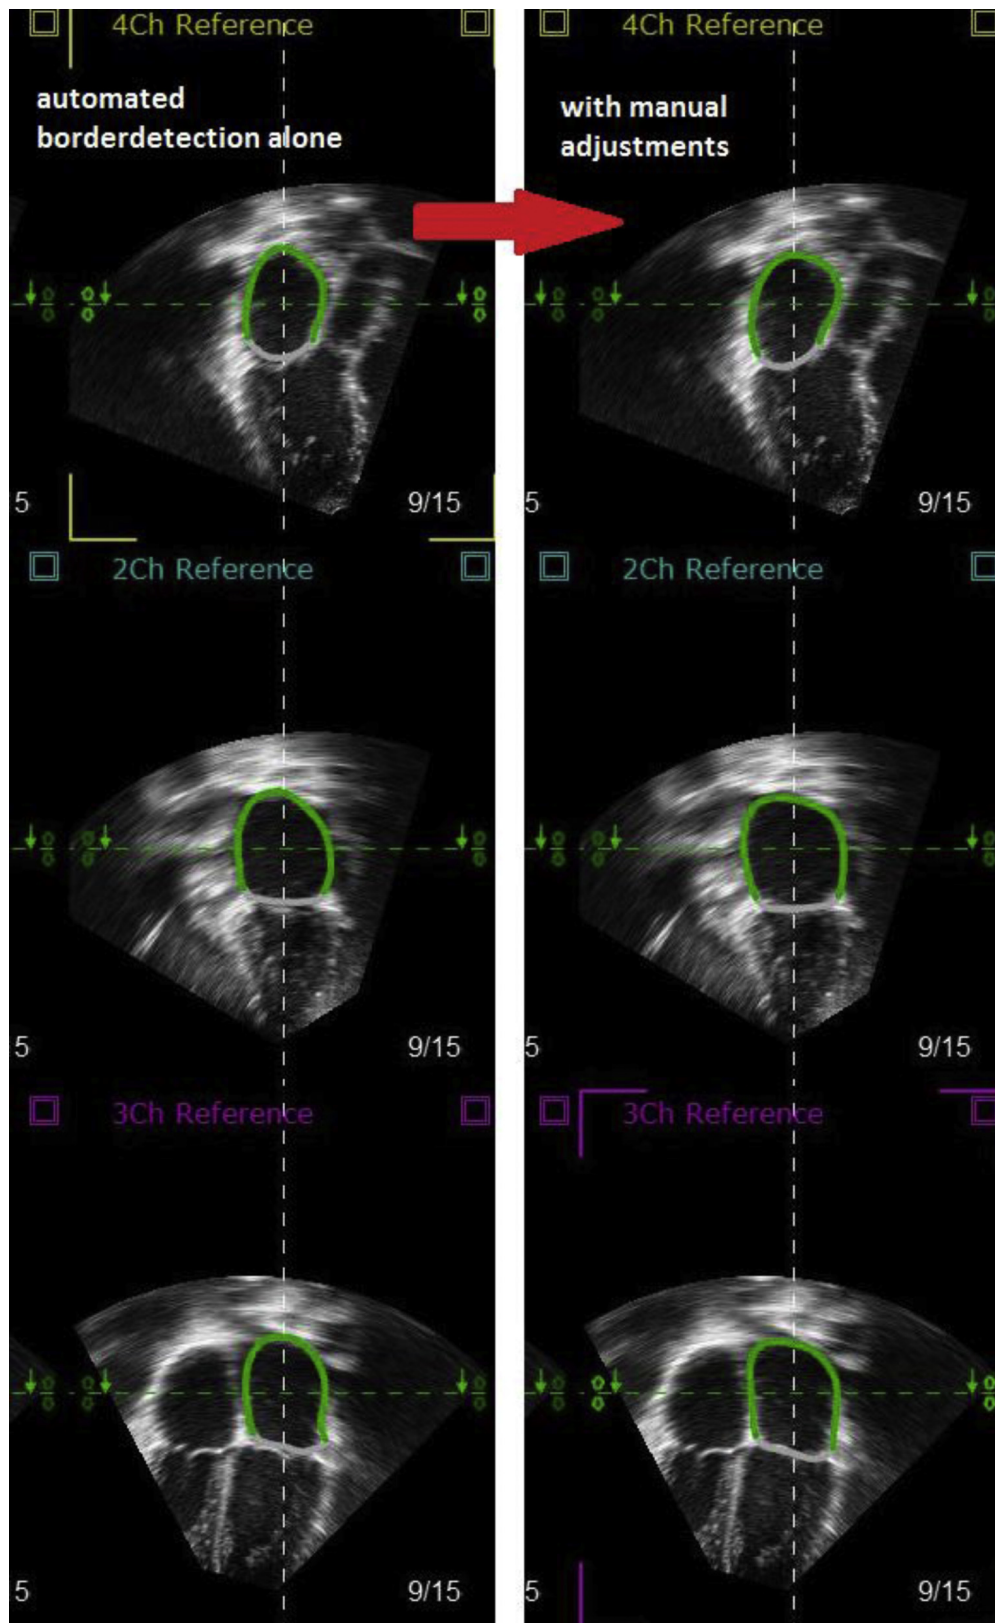 4Ch Reference
4Ch Reference
automated
borderdetection alone
with manual
adjustments
5
9/15
5
9/15
2Ch Reference
2Ch Reference
5
9/15
5
9/15
3Ch Reference
3Ch Reference
5
9/15
5
9/15